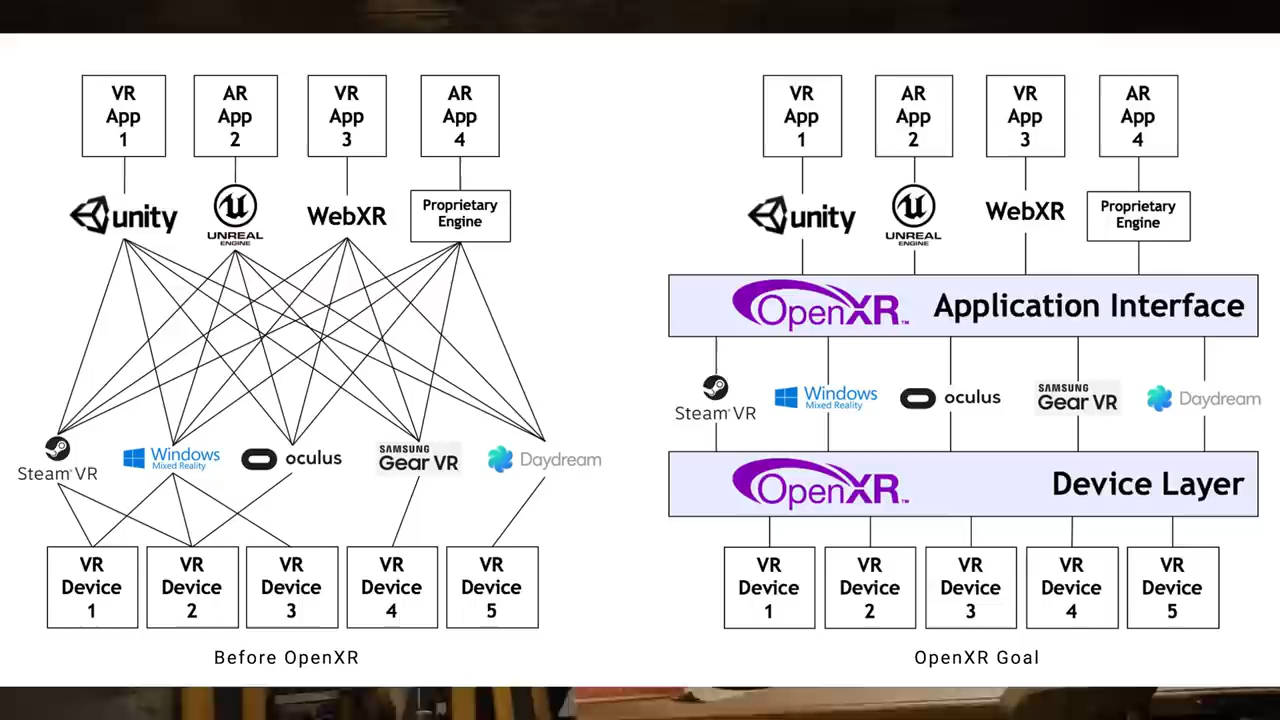 VR
App
1
AR
App
2
VR
App
3
AR
App
4
unity
UNREAL
ENGINE
WebXR
Proprietary
Engine
Steam VR
Windows
Mixed Reality
oculus
SAMSUNG
Gear VR
Daydream
VR
Device
1
VR
Device
2
VR
Device
3
VR
Device
4
VR
Device
5
Before OpenXR
VR
App
1
AR
App
2
VR
App
3
AR
App
4
unity
UNREAL
ENGINE
WebXR
Proprietary
Engine
OpenXR™ Application Interface
Steam VR
Windows
Mixed Reality
oculus
SAMSUNG
Gear VR
Daydream
OpenXR™ Device Layer
VR
Device
1
VR
Device
2
VR
Device
3
VR
Device
4
VR
Device
5
OpenXR Goal